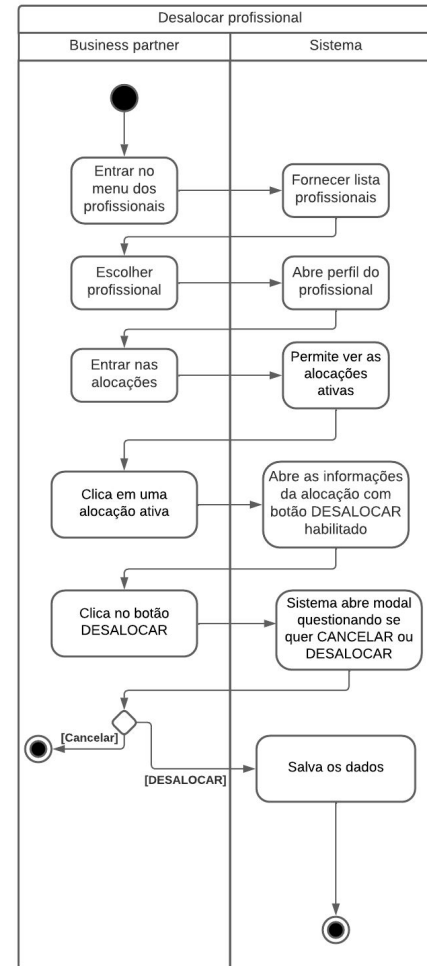 Desalocar profissional
Business partner
Sistema
Entrar no
menu dos
profissionais
Fornecer lista
profissionais
Escolher
profissional
Abre perfil do
profissional
Entrar nas
alocações
Permite ver as
alocações
ativas
Clica em uma
alocação ativa
Abre as informações
da alocação com
botão DESALOCAR
habilitado
Clica no botão
DESALOCAR
Sistema abre modal
questionando se
quer CANCELAR ou
DESALOCAR
[Cancelar]
[DESALOCAR]
Salva os dados